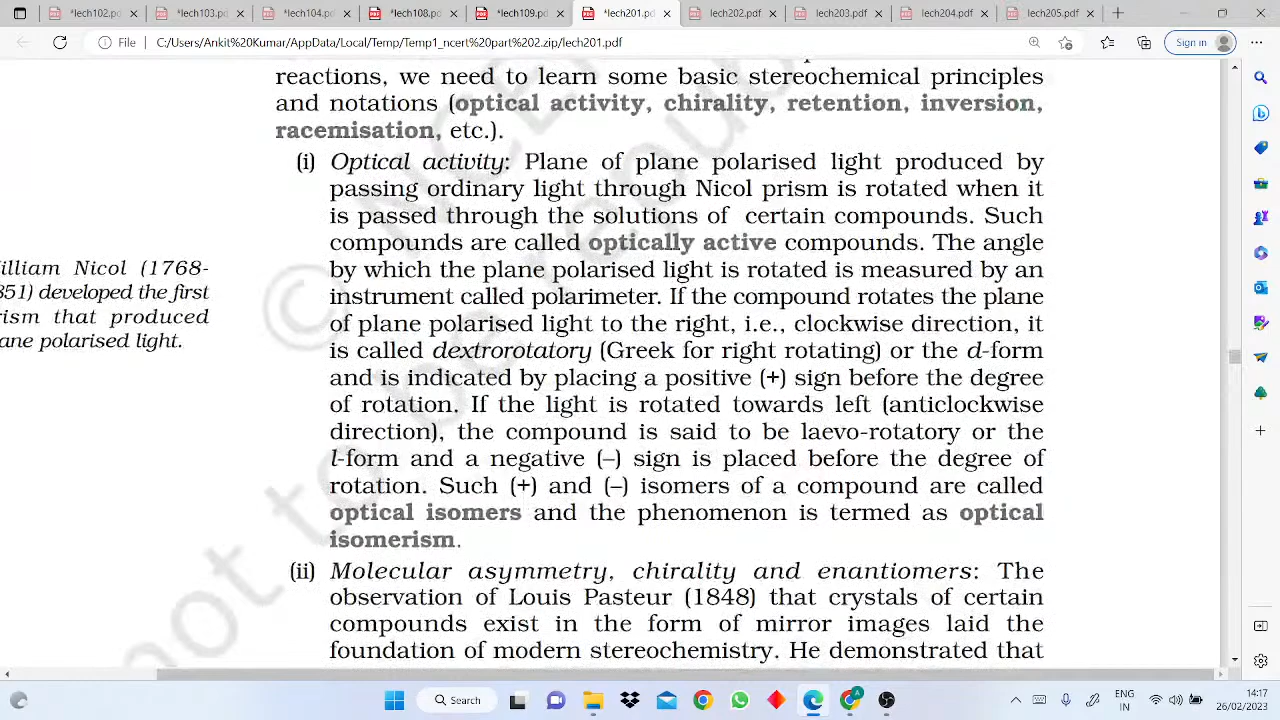 *lech102.pdf
*lech103.pdf
*lech104.pdf
*lech108.pdf
*lech109.pdf
*lech201.pdf
lech202.pdf
lech203.pdf
lech204.pdf
lech205.pdf
File C:/Users/Ankit%20Kumar/AppData/Local/Temp/Temp1_ncert%20part%202.zip/lech201.pdf
Sign in
reactions, we need to learn some basic stereochemical principles
and notations (optical activity, chirality, retention, inversion,
racemisation, etc.).
(i) Optical activity: Plane of plane polarised light produced by
passing ordinary light through Nicol prism is rotated when it
is passed through the solutions of certain compounds. Such
compounds are called optically active compounds. The angle
by which the plane polarised light is rotated is measured by an
instrument called polarimeter. If the compound rotates the plane
of plane polarised light to the right, i.e., clockwise direction, it
is called dextrorotatory (Greek for right rotating) or the d-form
and is indicated by placing a positive (+) sign before the degree
of rotation. If the light is rotated towards left (anticlockwise
direction), the compound is said to be laevo-rotatory or the
l-form and a negative (–) sign is placed before the degree of
rotation. Such (+) and (–) isomers of a compound are called
optical isomers and the phenomenon is termed as optical
isomerism.
(ii) Molecular asymmetry, chirality and enantiomers: The
observation of Louis Pasteur (1848) that crystals of certain
compounds exist in the form of mirror images laid the
foundation of modern stereochemistry. He demonstrated that
illiam Nicol (1768-
851) developed the first
rism that produced
ane polarised light.
© NCE
not to be repu
Search
ENG
IN
14:17
26/02/2023